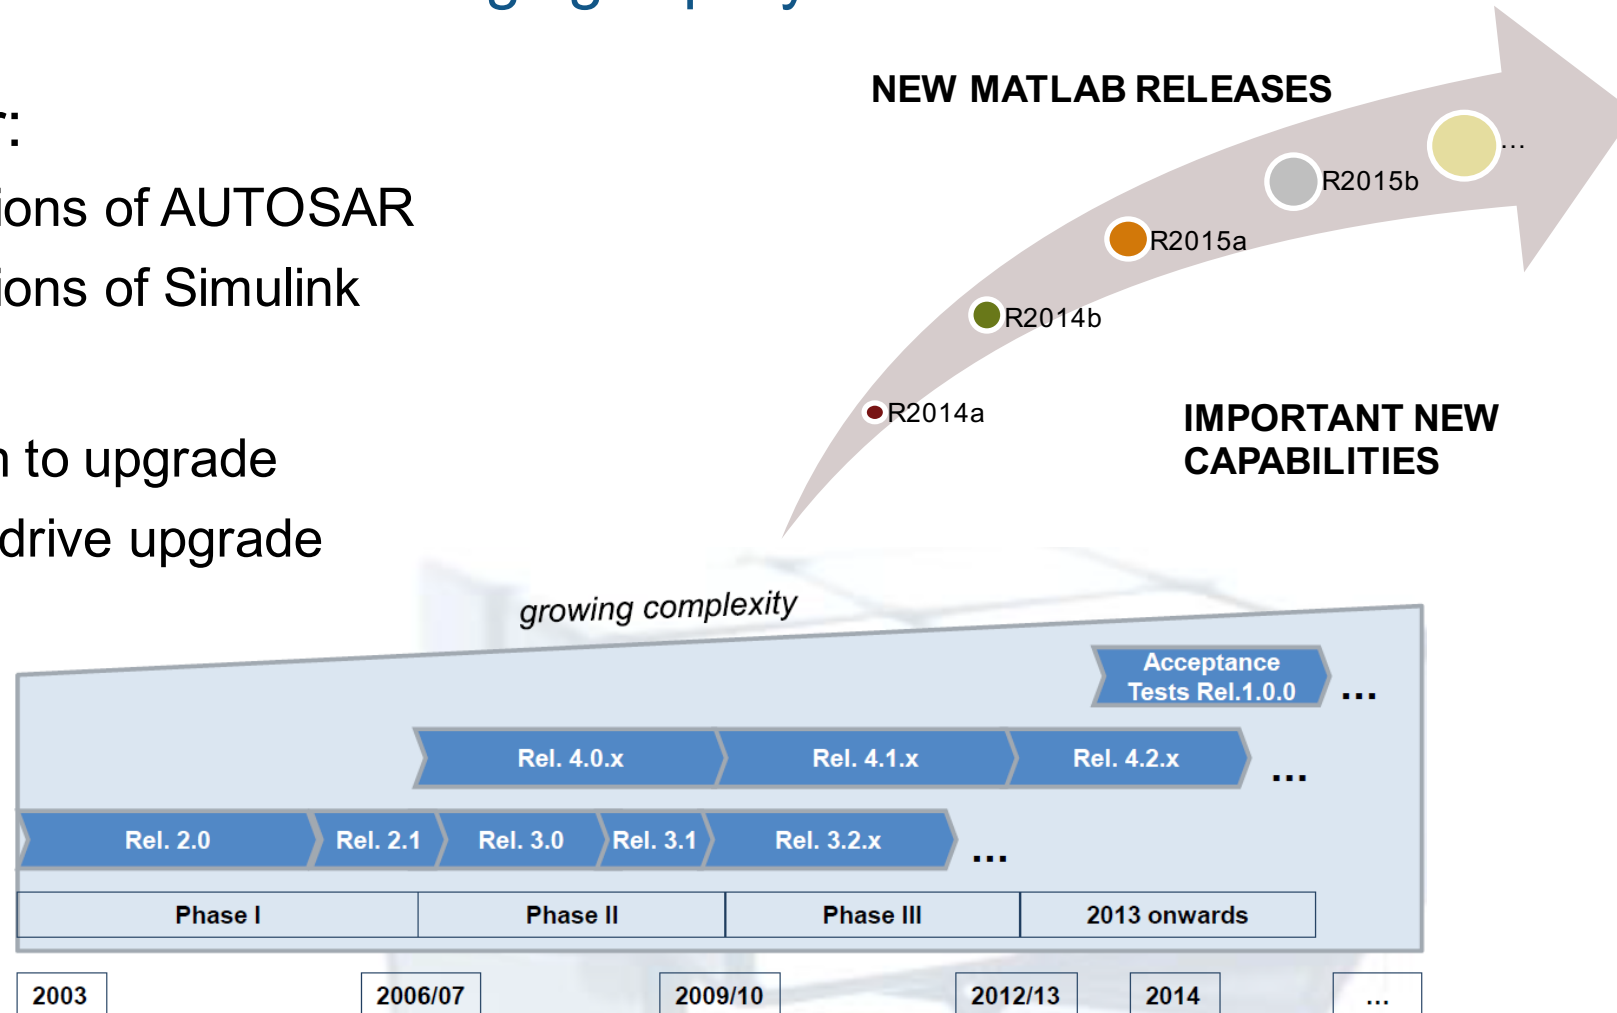 :
ions of AUTOSAR
ions of Simulink
to upgrade
drive upgrade
NEW MATLAB RELEASES
...
R2015b
R2015a
R2014b
R2014a
IMPORTANT NEW
CAPABILITIES
growing complexity
Acceptance
Tests Rel.1.0.0 ...
Rel. 4.0.x Rel. 4.1.x Rel. 4.2.x ...
Rel. 2.0 Rel. 2.1 Rel. 3.0 Rel. 3.1 Rel. 3.2.x ...
Phase I Phase II Phase III 2013 onwards
2003 2006/07 2009/10 2012/13 2014 ...